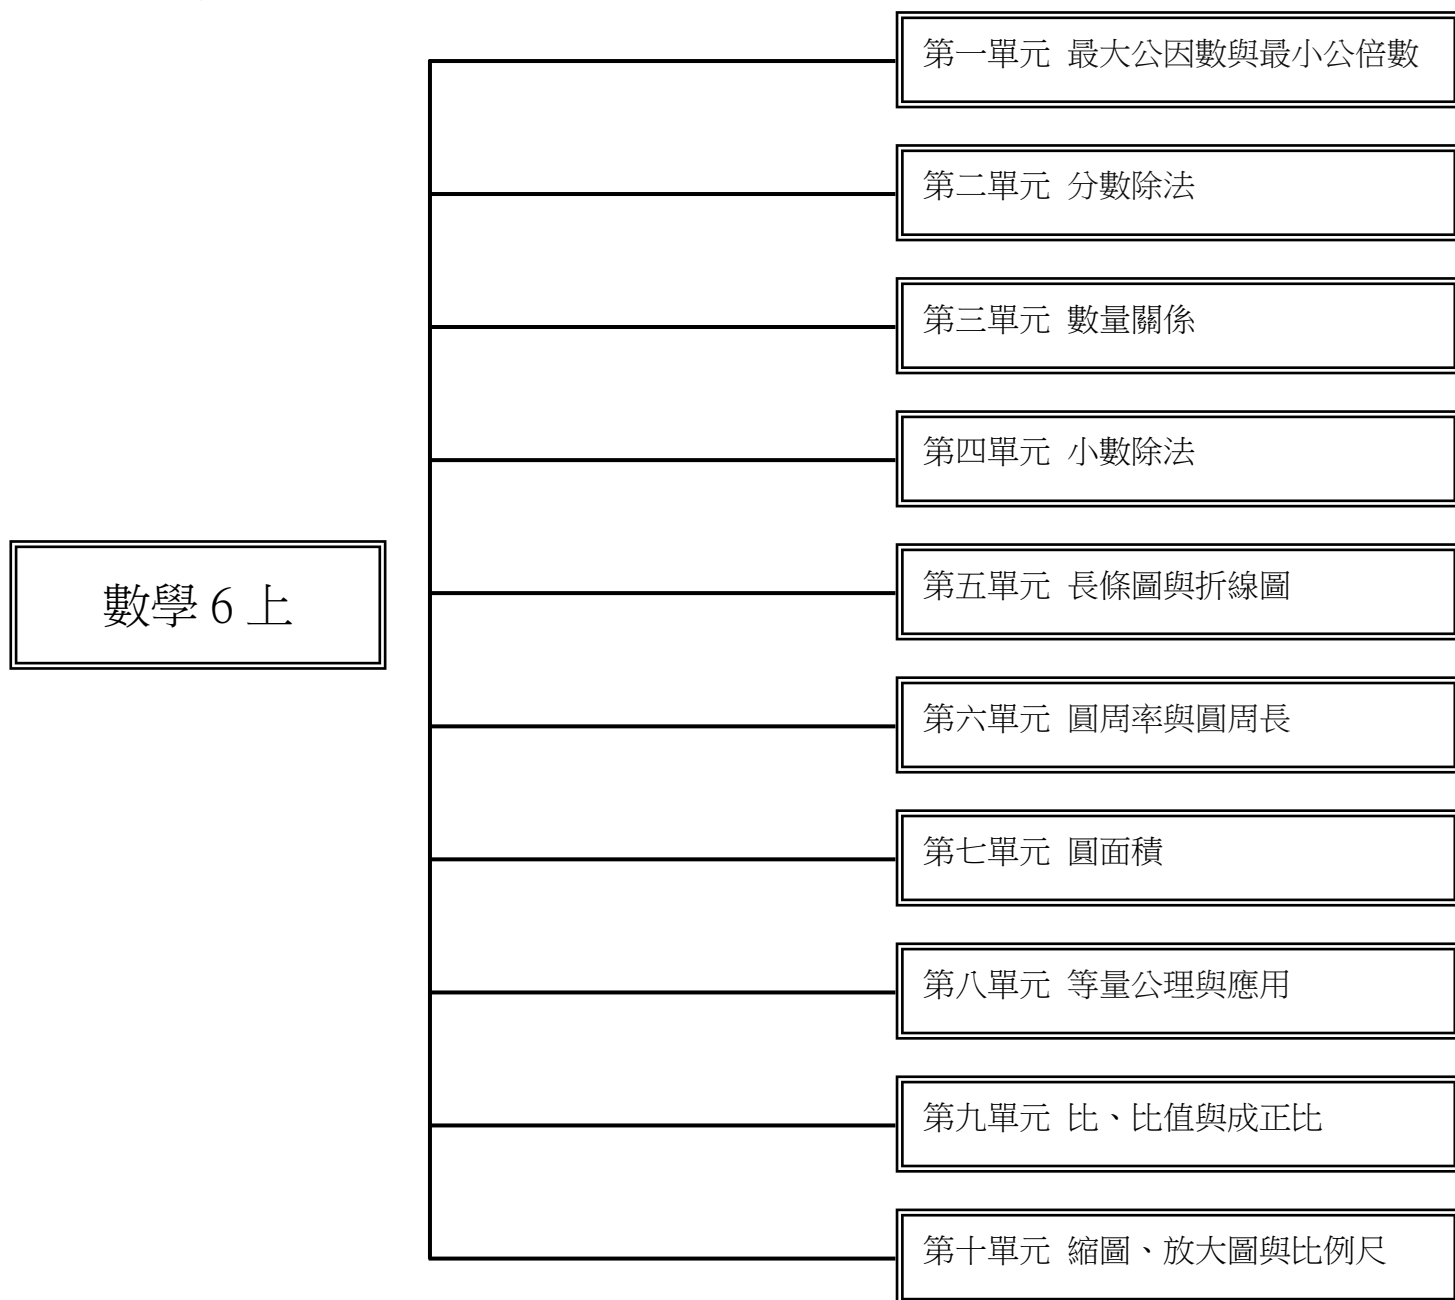 第一單元 最大公因數與最小公倍數
第二單元 分數除法
第三單元 數量關係
第四單元 小數除法
數學 6 上
第五單元 長條圖與折線圖
第六單元 圓周率與圓周長
第七單元 圓面積
第八單元 等量公理與應用
第九單元 比、比值與成正比
第十單元 縮圖、放大圖與比例尺